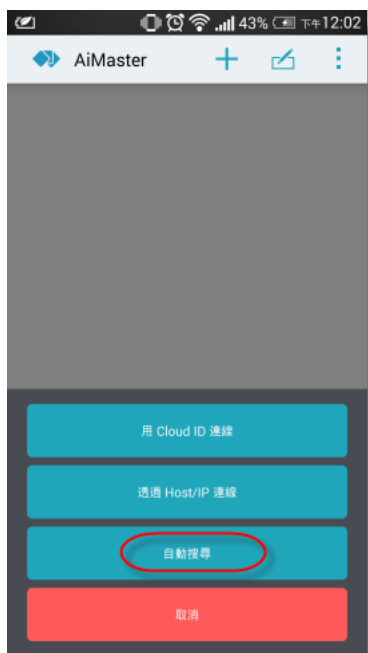 43% 下午12:02
AiMaster
用 Cloud ID 連線
透過 Host/IP 連線
自動搜尋
取消